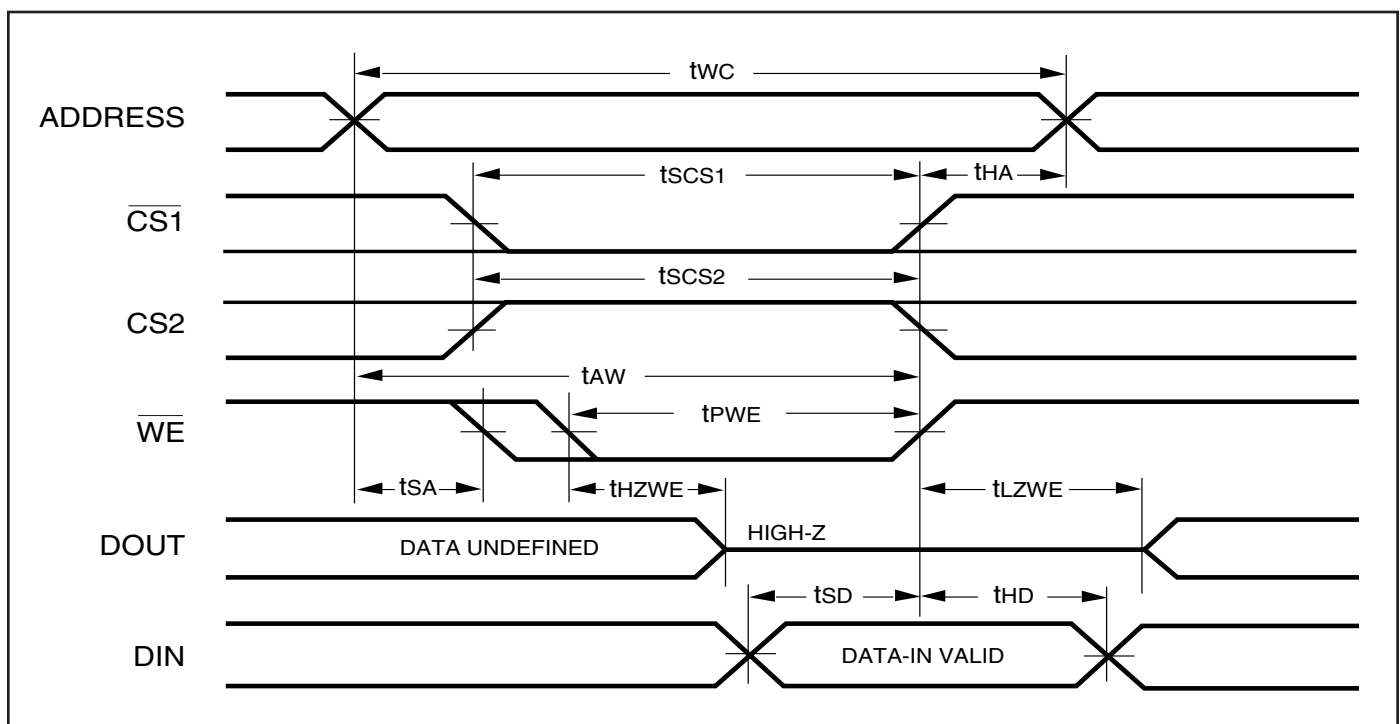 tWC
ADDRESS
tSCS1
tHA
CS1
tSCS2
CS2
tAW
tPWE
WE
tSA
tHZWE
tLZWE
DOUT
DATA UNDEFINED
HIGH-Z
tSD
tHD
DIN
DATA-IN VALID